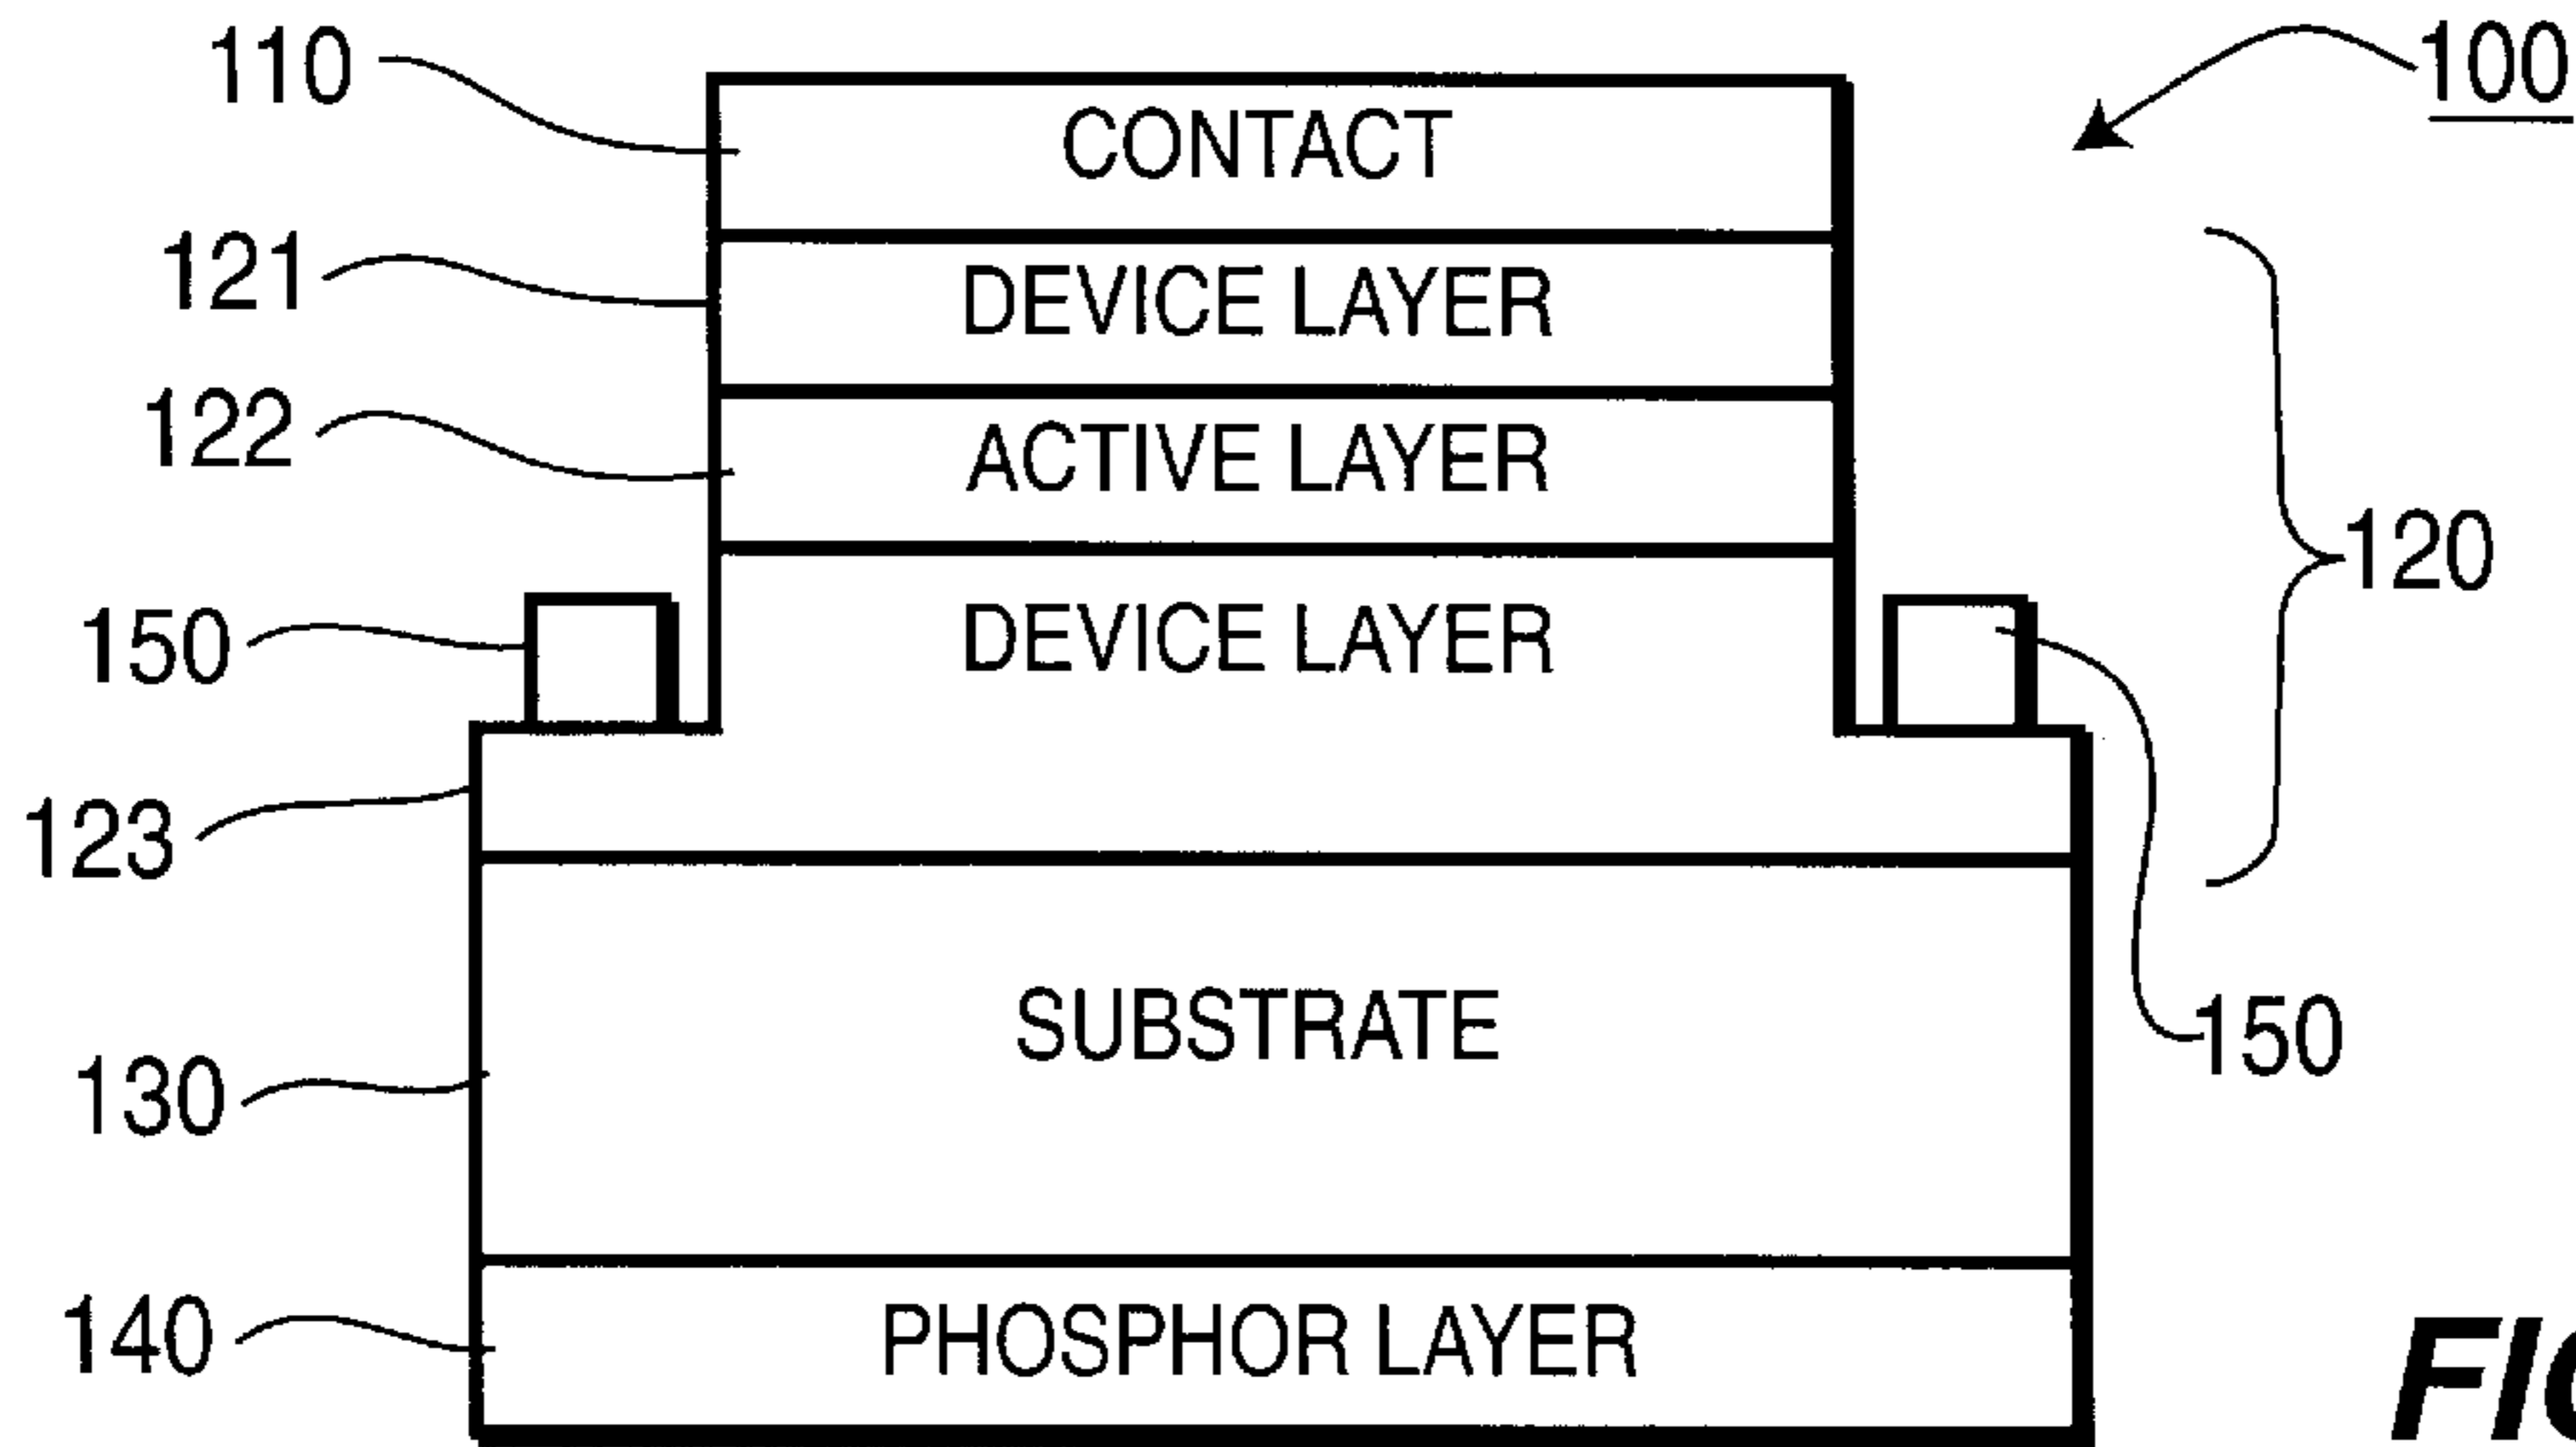 110
CONTACT
100
121
DEVICE LAYER
122
ACTIVE LAYER
120
150
DEVICE LAYER
123
SUBSTRATE
150
130
140
PHOSPHOR LAYER